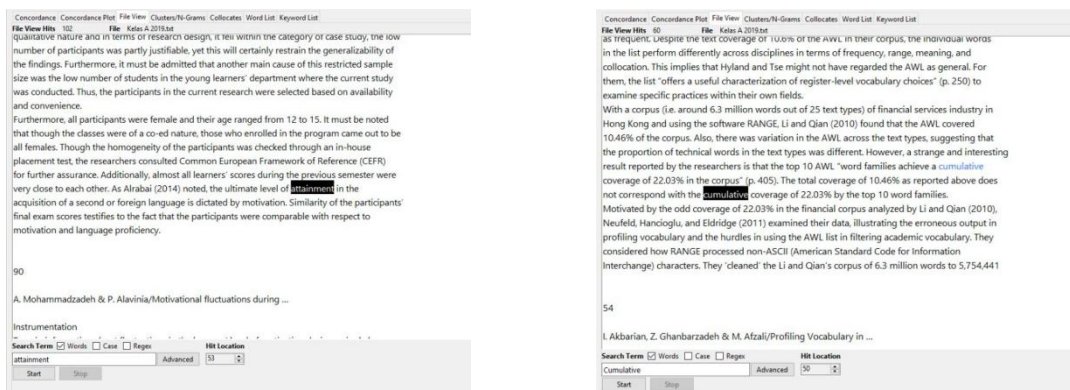 Concordance Concordance Plot File View Clusters/N-Grams Collocates Word List Keyword List
File View Hits 102 File Kelas A 2019.txt
qualitative nature and in terms of research design, it fell within the category of case study, the low
number of participants was partly justifiable, yet this will certainly restrain the generalizability of
the findings. Furthermore, it must be admitted that another main cause of this restricted sample
size was the low number of students in the young learners' department where the current study
was conducted. Thus, the participants in the current research were selected based on availability
and convenience.
Furthermore, all participants were female and their age ranged from 12 to 15. It must be noted
that though the classes were of a co-ed nature, those who enrolled in the program came out to be
all females. Though the homogeneity of the participants was checked through an in-house
placement test, the researchers consulted Common European Framework of Reference (CEFR)
for further assurance. Additionally, almost all learners' scores during the previous semester were
very close to each other. As Alrabai (2014) noted, the ultimate level of attainment in the
acquisition of a second or foreign language is dictated by motivation. Similarity of the participants'
final exam scores testifies to the fact that the participants were comparable with respect to
motivation and language proficiency.
90
A. Mohammadzadeh & P. Alavinia/Motivational fluctuations during ...
Instrumentation
Search Term Words Case Regex Hit Location
attainment Advanced 53
Start Stop
Concordance Concordance Plot File View Clusters/N-Grams Collocates Word List Keyword List
File View Hits 60 File Kelas A 2019.txt
as frequent. Despite the text coverage of 10.6% of the AWL in their corpus, the individual words
in the list perform differently across disciplines in terms of frequency, range, meaning, and
collocation. This implies that Hyland and Tse might not have regarded the AWL as general. For
them, the list "offers a useful characterization of register-level vocabulary choices" (p. 250) to
examine specific practices within their own fields.
With a corpus (i.e. around 6.3 million words out of 25 text types) of financial services industry in
Hong Kong and using the software RANGE, Li and Qian (2010) found that the AWL covered
10.46% of the corpus. Also, there was variation in the AWL across the text types, suggesting that
the proportion of technical words in the text types was different. However, a strange and interesting
result reported by the researchers is that the top 10 AWL "word families achieve a cumulative
coverage of 22.03% in the corpus" (p. 405). The total coverage of 10.46% as reported above does
not correspond with the cumulative coverage of 22.03% by the top 10 word families.
Motivated by the odd coverage of 22.03% in the financial corpus analyzed by Li and Qian (2010),
Neufeld, Hancioglu, and Eldridge (2011) examined their data, illustrating the erroneous output in
profiling vocabulary and the hurdles in using the AWL list in filtering academic vocabulary. They
considered how RANGE processed non-ASCII (American Standard Code for Information
Interchange) characters. They 'cleaned' the Li and Qian's corpus of 6.3 million words to 5,754,441
54
I. Akbarian, Z. Ghanbarzadeh & M. Afzali/Profiling Vocabulary in ...
Search Term Words Case Regex Hit Location
Cumulative Advanced 50
Start Stop